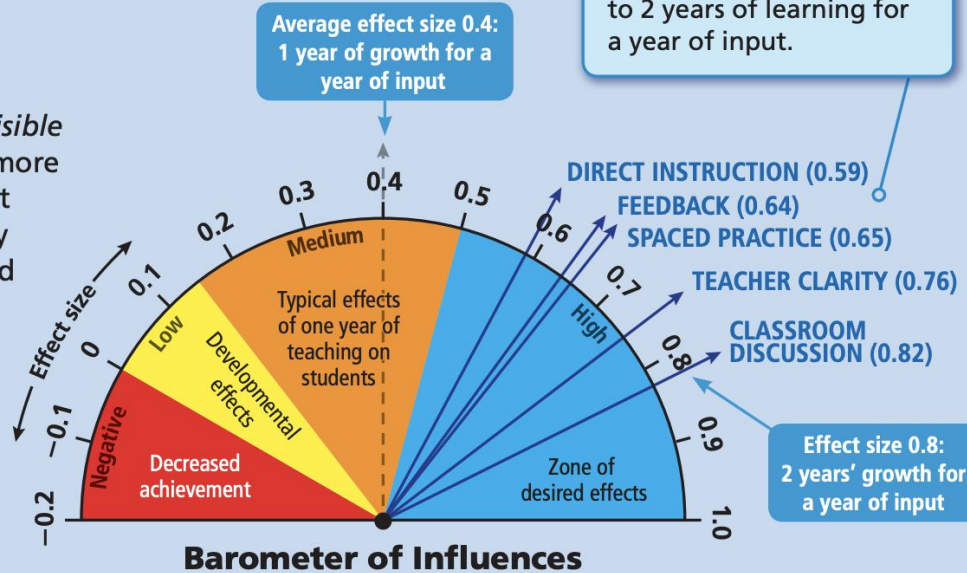 to 2 years of learning for
a year of input.
Average effect size 0.4:
1 year of growth for a
year of input
isible
more
t
y
d
Effect size
−0.2
−0.1
0
0.1
0.2
0.3
0.4
0.5
0.6
0.7
0.8
0.9
1.0
Negative
Low
Medium
High
Decreased
achievement
Developmental
effects
Typical effects
of one year of
teaching on
students
Zone of
desired effects
DIRECT INSTRUCTION (0.59)
FEEDBACK (0.64)
SPACED PRACTICE (0.65)
TEACHER CLARITY (0.76)
CLASSROOM
DISCUSSION (0.82)
Effect size 0.8:
2 years' growth for
a year of input
Barometer of Influences